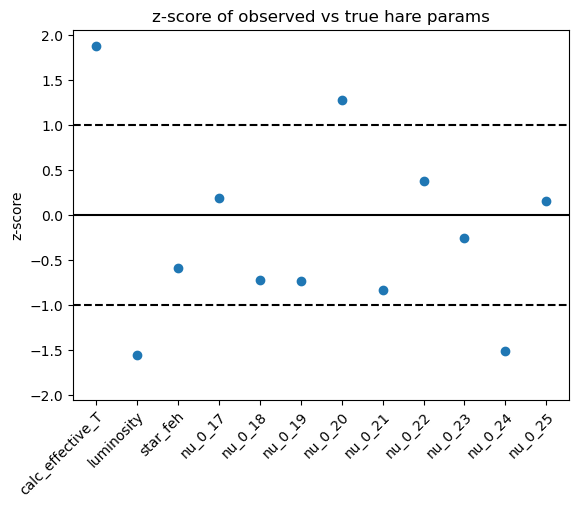 z-score of observed vs true hare params
z-score
2.0
1.5
1.0
0.5
0.0
−0.5
−1.0
−1.5
−2.0
calc_effective_T
luminosity
star_feh
nu_0_17
nu_0_18
nu_0_19
nu_0_20
nu_0_21
nu_0_22
nu_0_23
nu_0_24
nu_0_25